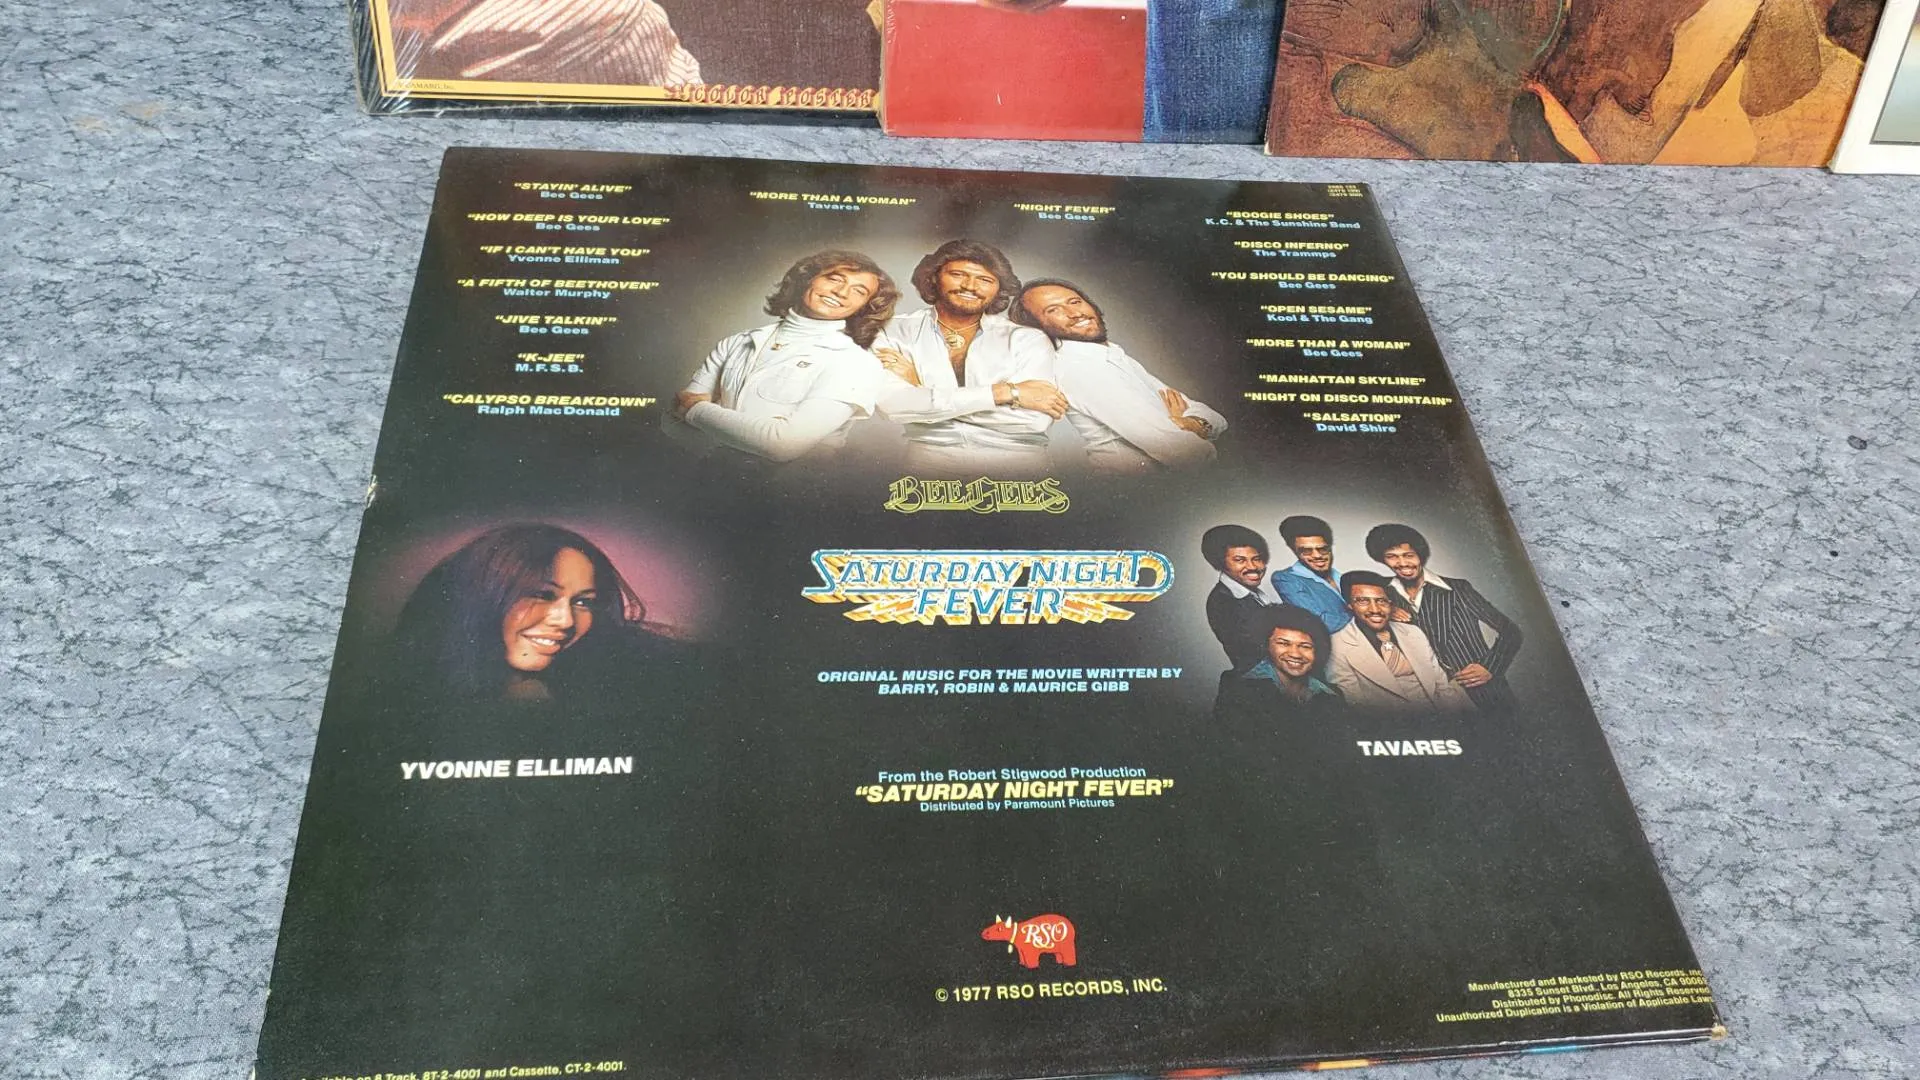 COLOR POSTER
"STAYIN' ALIVE"
Bee Gees
"HOW DEEP IS YOUR LOVE"
Bee Gees
"IF I CAN'T HAVE YOU"
Yvonne Elliman
"A FIFTH OF BEETHOVEN"
Walter Murphy
"JIVE TALKIN'"
Bee Gees
"K-JEE"
M.F.S.B.
"CALYPSO BREAKDOWN"
Ralph MacDonald
"MORE THAN A WOMAN"
Tavares
"NIGHT FEVER"
Bee Gees
"BOOGIE SHOES"
K.C. & The Sunshine Band
"DISCO INFERNO"
The Trammps
"YOU SHOULD BE DANCING"
Bee Gees
"OPEN SESAME"
Kool & The Gang
"MORE THAN A WOMAN"
Bee Gees
"MANHATTAN SKYLINE"
"NIGHT ON DISCO MOUNTAIN"
"SALSATION"
David Shire
BEE GEES
SATURDAY NIGHT
FEVER
ORIGINAL MUSIC FOR THE MOVIE WRITTEN BY
BARRY, ROBIN & MAURICE GIBB
YVONNE ELLIMAN
TAVARES
From the Robert Stigwood Production
"SATURDAY NIGHT FEVER"
Distributed by Paramount Pictures
RSO
© 1977 RSO RECORDS, INC.
Manufactured and Marketed by RSO Records, Inc
8335 Sunset Blvd., Los Angeles, CA 90069
Distributed by Phonodisc. All Rights Reserved
Unauthorized Duplication is a Violation of Applicable Laws
on 8 Track, 8T-2-4001 and Cassette, CT-2-4001.